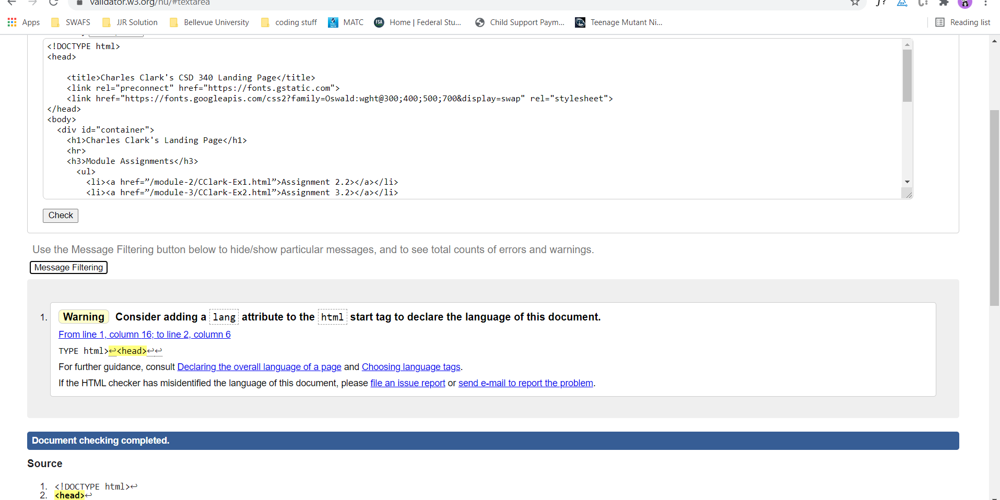 validator.w3.org/nu/#textarea
Apps SWAFS JJR Solution Bellevue University coding stuff MATC FSA Home | Federal Stu... Child Support Paym... Teenage Mutant Ni... Reading list
<!DOCTYPE html>
<head>
<title>Charles Clark's CSD 340 Landing Page</title>
<link rel="preconnect" href="https://fonts.gstatic.com">
<link href="https://fonts.googleapis.com/css2?family=Oswald:wght@300;400;500;700&display=swap" rel="stylesheet">
</head>
<body>
<div id="container">
<h1>Charles Clark's Landing Page</h1>
<hr>
<h3>Module Assignments</h3>
<ul>
<li><a href=”/module-2/CClark-Ex1.html”>Assignment 2.2></a></li>
<li><a href=”/module-3/CClark-Ex2.html”>Assignment 3.2></a></li>
Check
Use the Message Filtering button below to hide/show particular messages, and to see total counts of errors and warnings.
Message Filtering
1. Warning Consider adding a lang attribute to the html start tag to declare the language of this document.
From line 1, column 16; to line 2, column 6
TYPE html>↩<head>↩↩
For further guidance, consult Declaring the overall language of a page and Choosing language tags.
If the HTML checker has misidentified the language of this document, please file an issue report or send e-mail to report the problem.
Document checking completed.
Source
1. <!DOCTYPE html>↩
2. <head>↩